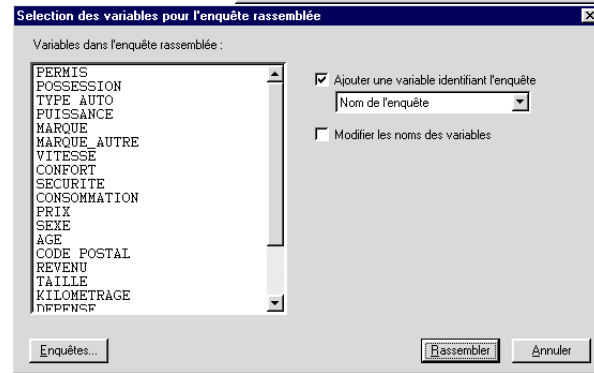 Selection des variables pour l'enquête rassemblée
Variables dans l'enquête rassemblée :
PERMIS
POSSESSION
TYPE AUTO
PUISSANCE
MARQUE
MARQUE_AUTRE
VITESSE
CONFORT
SECURITE
CONSOMMATION
PRIX
SEXE
AGE
CODE POSTAL
REVENU
TAILLE
KILOMETRAGE
DEPENSE
Ajouter une variable identifiant l'enquête
Nom de l'enquête
Modifier les noms des variables
Enquêtes...
Rassembler
Annuler